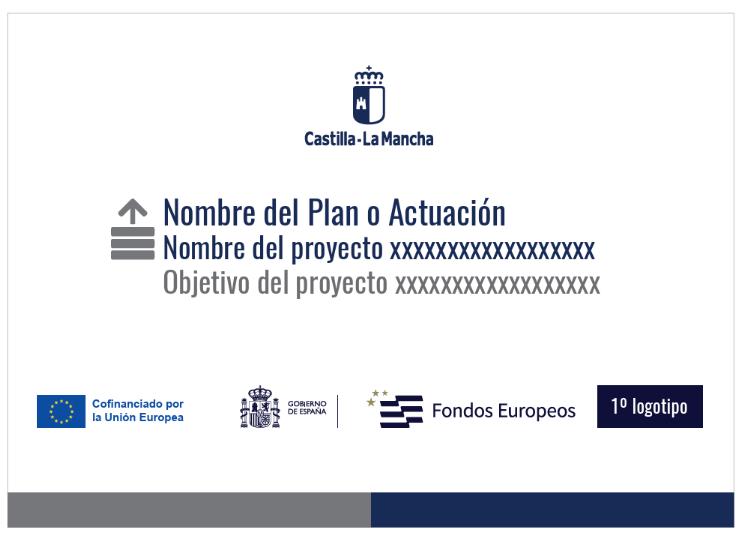 Castilla-La Mancha
Nombre del Plan o Actuación
Nombre del proyecto xxxxxxxxxxxxxxxxxx
Objetivo del proyecto xxxxxxxxxxxxxxxxxx
Cofinanciado por
la Unión Europea
GOBIERNO
DE ESPAÑA
Fondos Europeos
1º logotipo